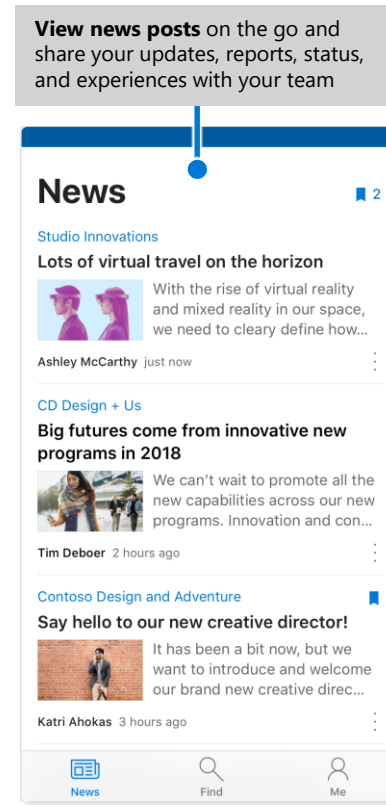 View news posts on the go and
share your updates, reports, status,
and experiences with your team
News
2
Studio Innovations
Lots of virtual travel on the horizon
With the rise of virtual reality
and mixed reality in our space,
we need to cleary define how...
Ashley McCarthy just now
CD Design + Us
Big futures come from innovative new
programs in 2018
We can't wait to promote all the
new capabilities across our new
programs. Innovation and con...
Tim Deboer 2 hours ago
Contoso Design and Adventure
Say hello to our new creative director!
It has been a bit now, but we
want to introduce and welcome
our brand new creative direc...
Katri Ahokas 3 hours ago
News Find Me